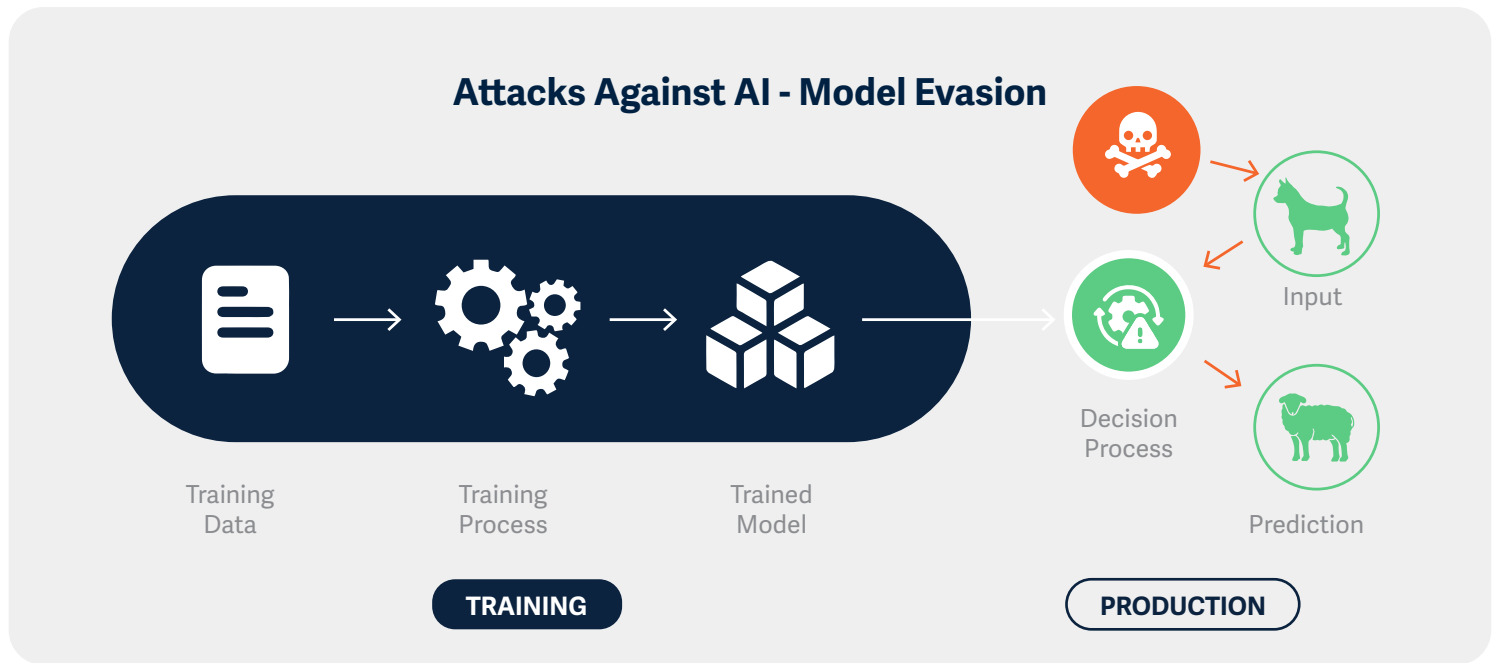 Attacks Against AI - Model Evasion
Input
Decision
Process
Training
Data
Training
Process
Trained
Model
Prediction
TRAINING
PRODUCTION